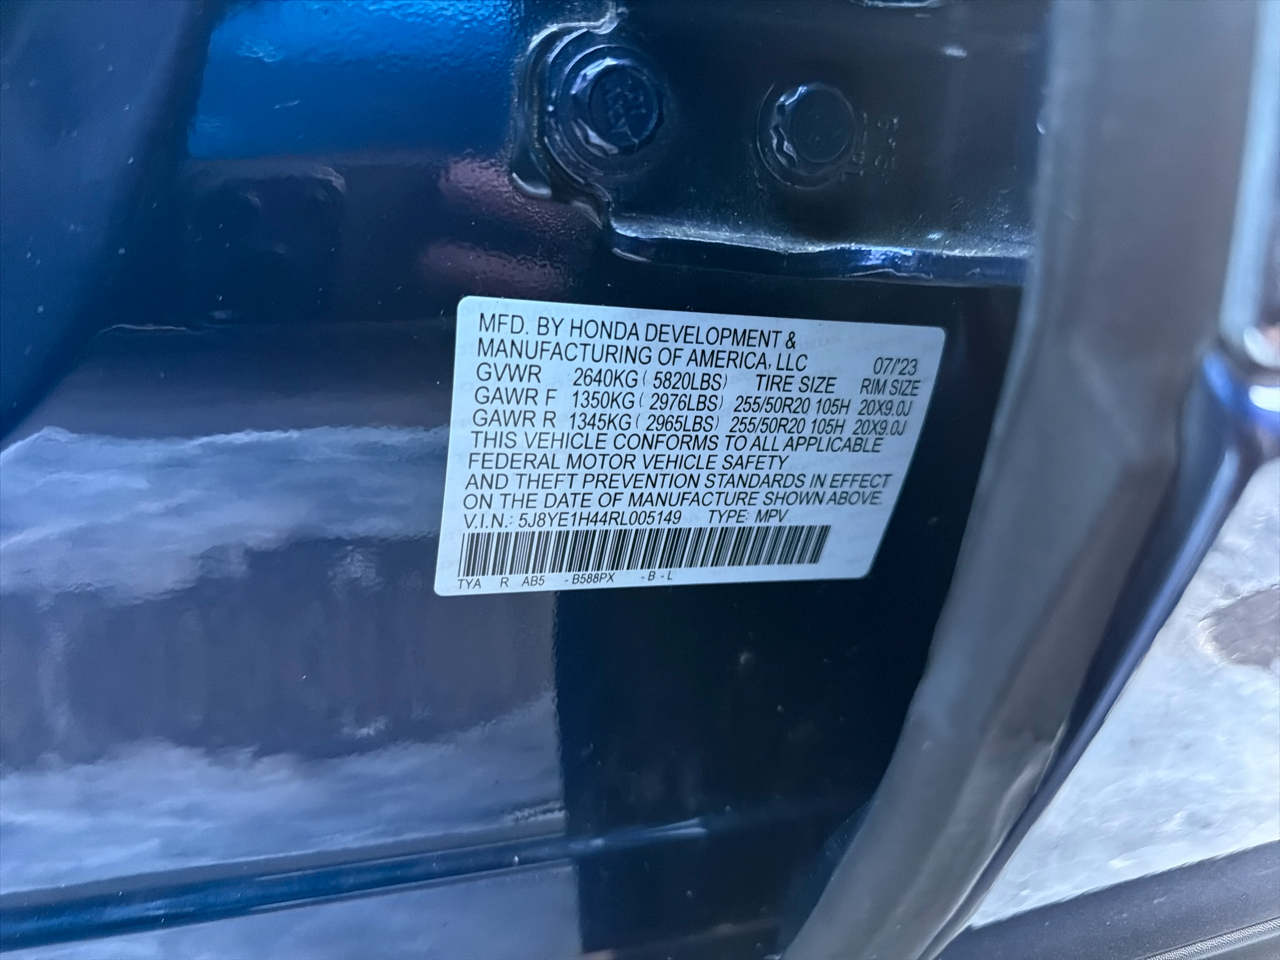 MFD. BY HONDA DEVELOPMENT &
MANUFACTURING OF AMERICA, LLC 07/'23
GVWR 2640KG ( 5820LBS) TIRE SIZE RIM SIZE
GAWR F 1350KG ( 2976LBS) 255/50R20 105H 20X9.0J
GAWR R 1345KG ( 2965LBS) 255/50R20 105H 20X9.0J
THIS VEHICLE CONFORMS TO ALL APPLICABLE
FEDERAL MOTOR VEHICLE SAFETY
AND THEFT PREVENTION STANDARDS IN EFFECT
ON THE DATE OF MANUFACTURE SHOWN ABOVE.
V.I.N.: 5J8YE1H44RL005149 TYPE: MPV
TYA R AB5 - B588PX - B - L